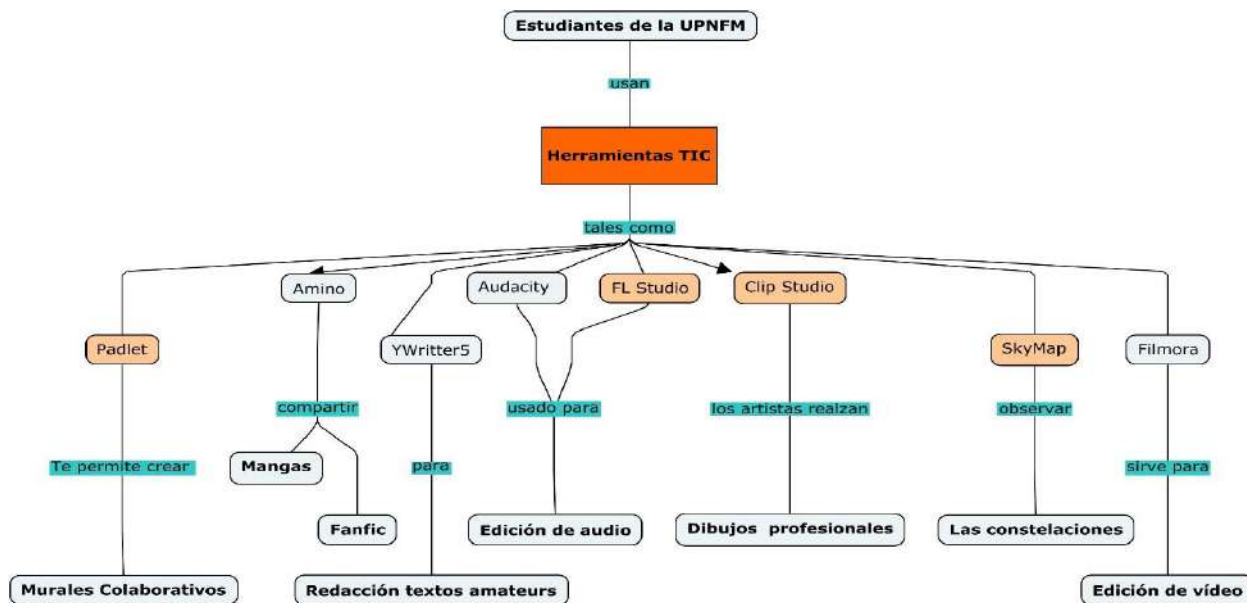 Estudiantes de la UPNFM
usan
Herramientas TIC
tales como
Amino
Audacity
FL Studio
Clip Studio
Padlet
YWritter5
SkyMap
Filmora
compartir
usado para
los artistas realzan
observar
Mangas
Te permite crear
para
sirve para
Fanfic
Edición de audio
Dibujos profesionales
Las constelaciones
Murales Colaborativos
Redacción textos amateurs
Edición de vídeo